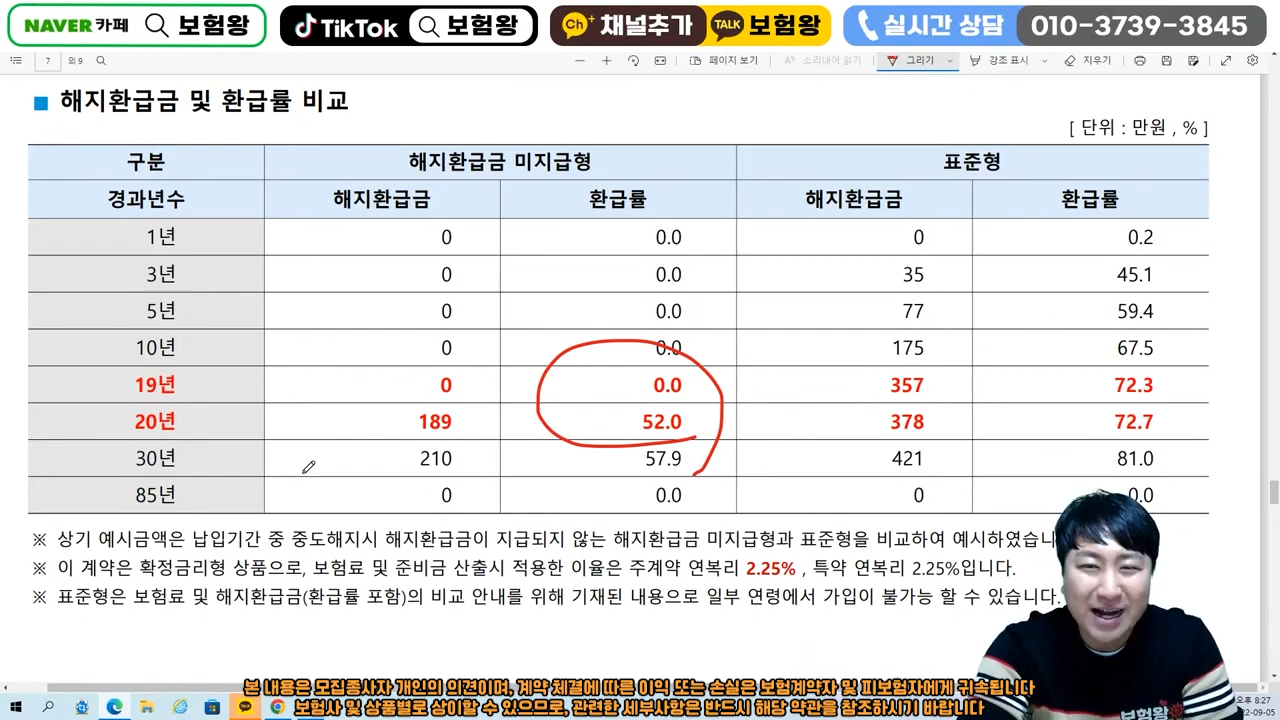 NAVER 카페 보험왕 TikTok 보험왕 Ch+ 채널추가 TALK 보험왕 실시간 상담 010-3739-3845
7 의 9 페이지 보기 소리내어 읽기 그리기 강조 표시 지우기
해지환급금 및 환급률 비교
[ 단위 : 만원 , % ]
구분 해지환급금 미지급형 표준형
경과년수 해지환급금 환급률 해지환급금 환급률
1년 0 0.0 0 0.2
3년 0 0.0 35 45.1
5년 0 0.0 77 59.4
10년 0 0.0 175 67.5
19년 0 0.0 357 72.3
20년 189 52.0 378 72.7
30년 210 57.9 421 81.0
85년 0 0.0 0 0.0
※ 상기 예시금액은 납입기간 중 중도해지시 해지환급금이 지급되지 않는 해지환급금 미지급형과 표준형을 비교하여 예시하였습니
※ 이 계약은 확정금리형 상품으로, 보험료 및 준비금 산출시 적용한 이율은 주계약 연복리 2.25% , 특약 연복리 2.25%입니다.
※ 표준형은 보험료 및 해지환급금(환급률 포함)의 비교 안내를 위해 기재된 내용으로 일부 연령에서 가입이 불가능 할 수 있습니다.
본 내용은 모집종사자 개인의 의견이며, 계약 체결에 따른 이익 또는 손실은 보험계약자 및 피보험자에게 귀속됩니다
보험사 및 상품별로 상이할 수 있으므로, 관련한 세부사항은 반드시 해당 약관을 참조하시기 바랍니다
보험왕
오후 8:27
22-09-05